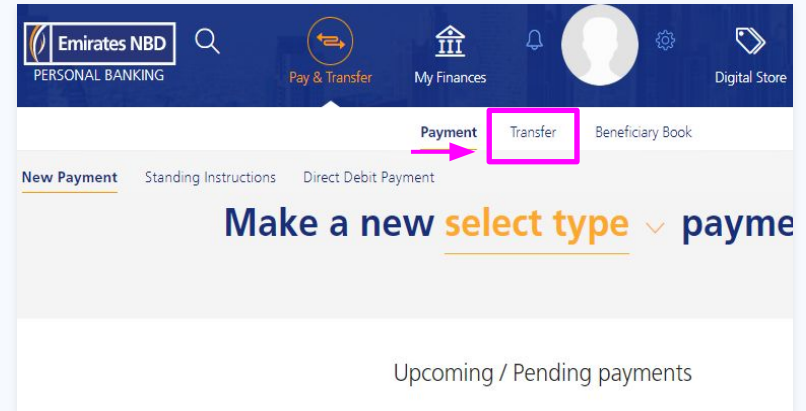 Emirates NBD
PERSONAL BANKING
Pay & Transfer
My Finances
Digital Store
Payment Transfer Beneficiary Book
New Payment Standing Instructions Direct Debit Payment
Make a new select type payme
Upcoming / Pending payments